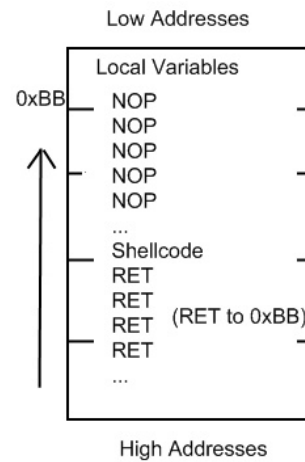 Low Addresses
Local Variables
0xBB NOP
NOP
NOP
NOP
NOP
...
Shellcode
RET
RET
RET (RET to 0xBB)
RET
...
High Addresses